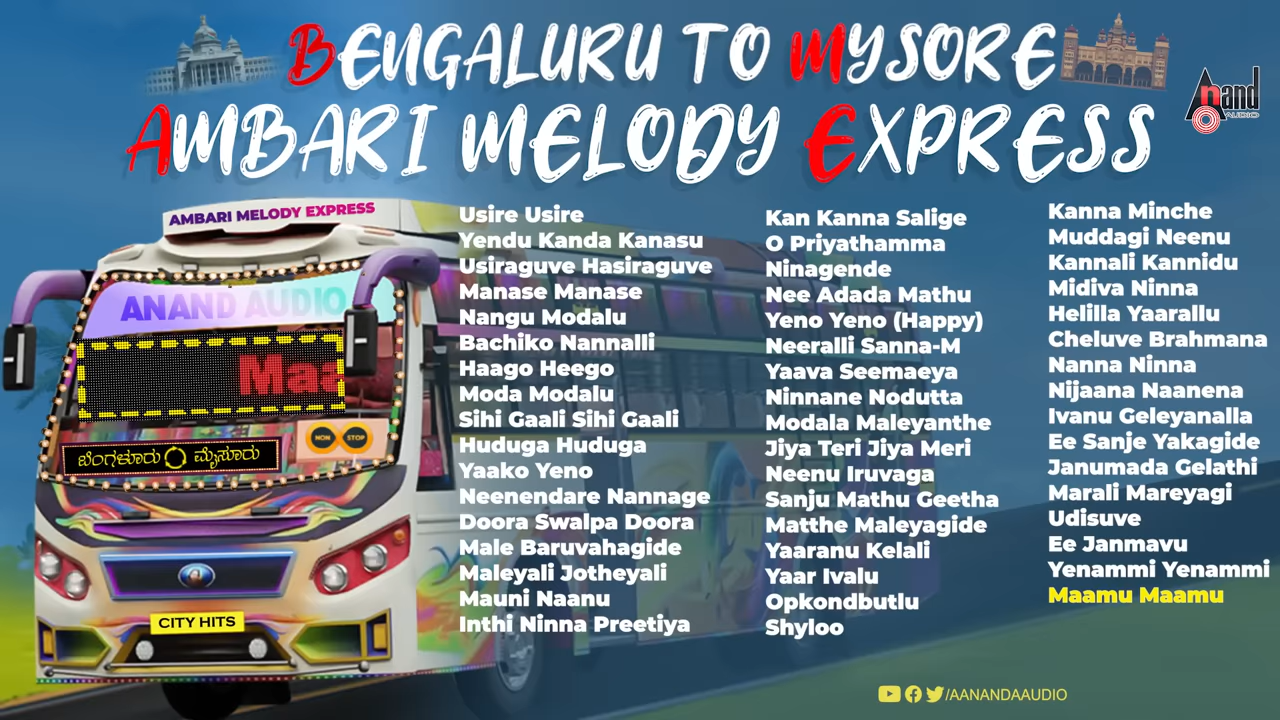 BENGALURU TO MYSORE
AMBARI MELODY EXPRESS
Anand
AUDIO
AMBARI MELODY EXPRESS
ANAND AUDIO
Maa
NON STOP
ಬೆಂಗಳೂರು ಮೈಸೂರು
CITY HITS
Usire Usire
Yendu Kanda Kanasu
Usiraguve Hasiraguve
Manase Manase
Nangu Modalu
Bachiko Nannalli
Haago Heego
Moda Modalu
Sihi Gaali Sihi Gaali
Huduga Huduga
Yaako Yeno
Neenendare Nannage
Doora Swalpa Doora
Male Baruvahagide
Maleyali Jotheyali
Mauni Naanu
Inthi Ninna Preetiya
Kan Kanna Salige
O Priyathamma
Ninagende
Nee Adada Mathu
Yeno Yeno (Happy)
Neeralli Sanna-M
Yaava Seemaeya
Ninnane Nodutta
Modala Maleyanthe
Jiya Teri Jiya Meri
Neenu Iruvaga
Sanju Mathu Geetha
Matthe Maleyagide
Yaaranu Kelali
Yaar Ivalu
Opkondbutlu
Shyloo
Kanna Minche
Muddagi Neenu
Kannali Kannidu
Midiva Ninna
Helilla Yaarallu
Cheluve Brahmana
Nanna Ninna
Nijaana Naanena
Ivanu Geleyanalla
Ee Sanje Yakagide
Janumada Gelathi
Marali Mareyagi
Udisuve
Ee Janmavu
Yenammi Yenammi
Maamu Maamu
/AANANDAAUDIO